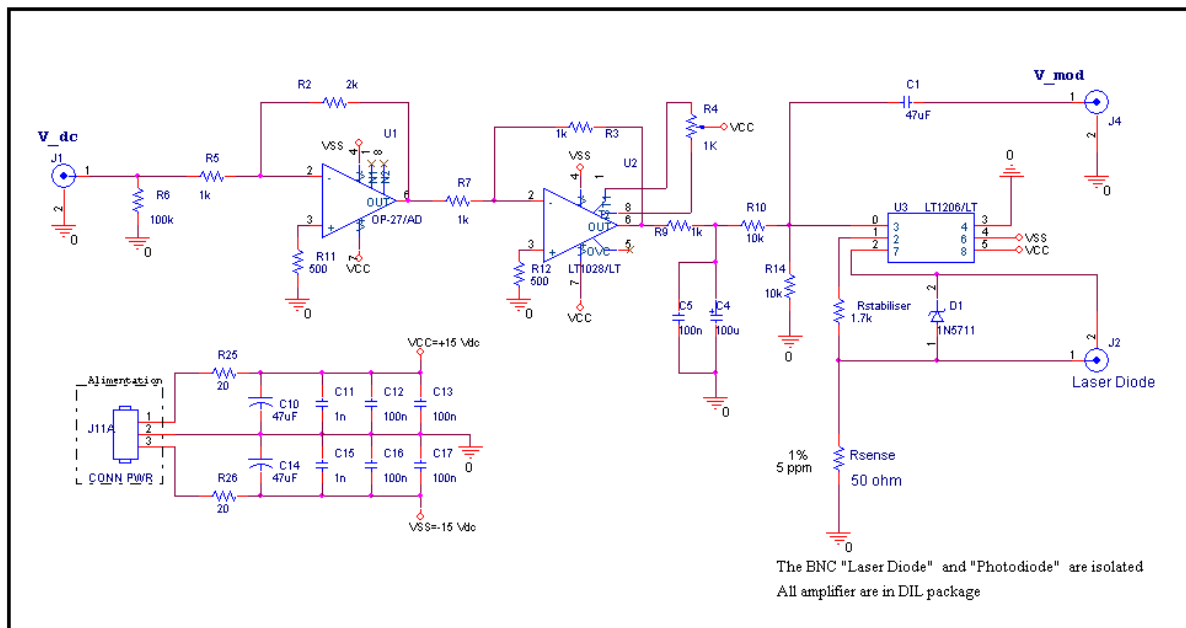 V_dc
J1
1
2
0
R6
100k
0
R5
1k
R2 2k
U1
VSS
4
1
8
N1
N2
2
-
3
+
OUT
6
OP-27/AD
7
VCC
R11
500
0
R7
1k
1k
R3
U2
VSS
4
1
2
-
3
+
8
OUT
6
OVC
5
LT1028/LT
7
VCC
R12
500
0
R4
1K
VCC
R9
1k
C5
100n
C4
100u
0
R10
10k
R14
10k
0
C1
47uF
V_mod
1
J4
2
0
0
U3 LT1206/LT
0
1
2
3
2
7
4
6
8
3
4
5
VSS
VCC
Rstabiliser
1.7k
2
1
D1
1N5711
2
1
J2
Laser Diode
1%
5 ppm
Rsense
50 ohm
0
Alimentation
J11A
1
2
3
CONN PWR
R25
20
R26
20
VCC=+15 Vdc
C10
47uF
C11
1n
C12
100n
C13
100n
0
C14
47uF
C15
1n
C16
100n
C17
100n
VSS=-15 Vdc
The BNC "Laser Diode" and "Photodiode" are isolated
All amplifier are in DIL package